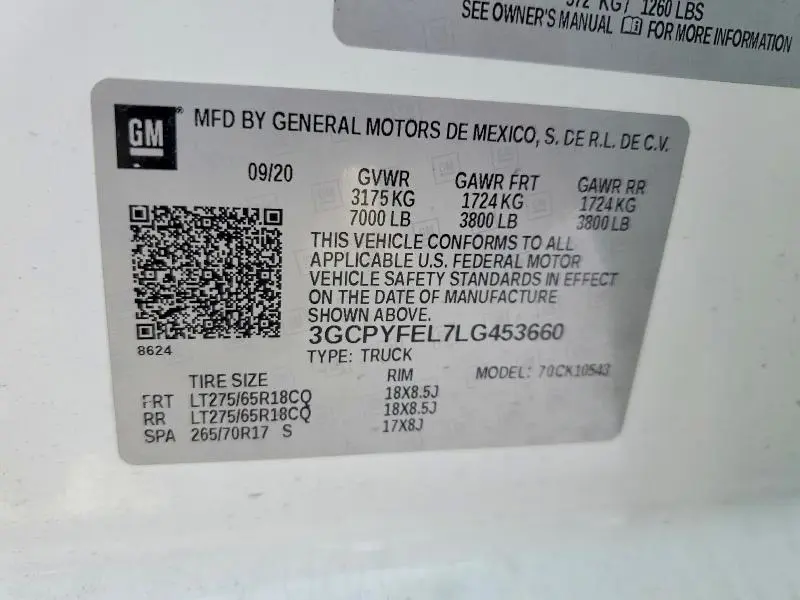 572 KG / 1260 LBS
SEE OWNER'S MANUAL FOR MORE INFORMATION
GM ®
MFD BY GENERAL MOTORS DE MEXICO, S. DE R.L. DE C.V.
09/20 GVWR GAWR FRT GAWR RR
3175 KG 1724 KG 1724 KG
7000 LB 3800 LB 3800 LB
THIS VEHICLE CONFORMS TO ALL
APPLICABLE U.S. FEDERAL MOTOR
VEHICLE SAFETY STANDARDS IN EFFECT
ON THE DATE OF MANUFACTURE
SHOWN ABOVE.
3GCPYFEL7LG453660
8624
TYPE: TRUCK
TIRE SIZE RIM MODEL: 70CK10543
FRT LT275/65R18CQ 18X8.5J
RR LT275/65R18CQ 18X8.5J
SPA 265/70R17 S 17X8J